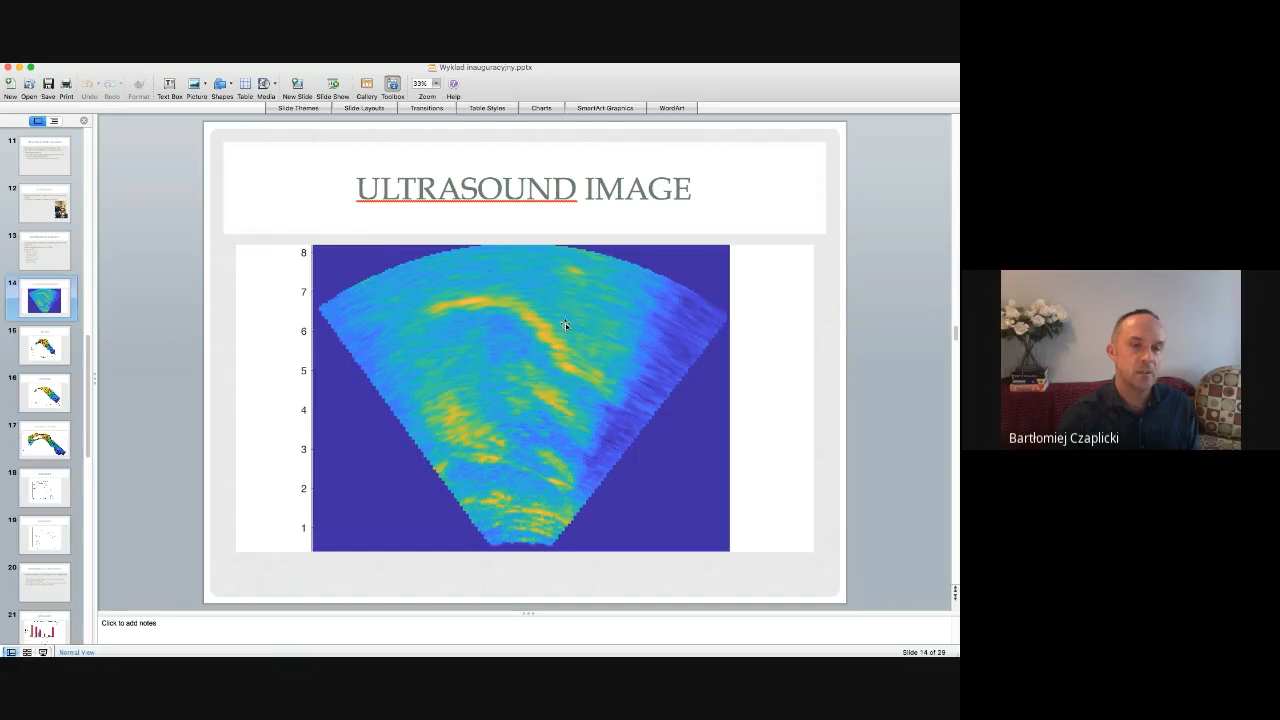 Wykład inauguracyjny.pptx
New Open Save Print Undo Redo Format Text Box Picture Shapes Table Media New Slide Slide Show Gallery Toolbox Zoom Help
33%
Slide Themes Slide Layouts Transitions Table Styles Charts SmartArt Graphics WordArt
11
12
13
14
15
16
17
18
19
20
21
ULTRASOUND IMAGE
8
7
6
5
4
3
2
1
Click to add notes
Normal View
Slide 14 of 29
Bartłomiej Czaplicki